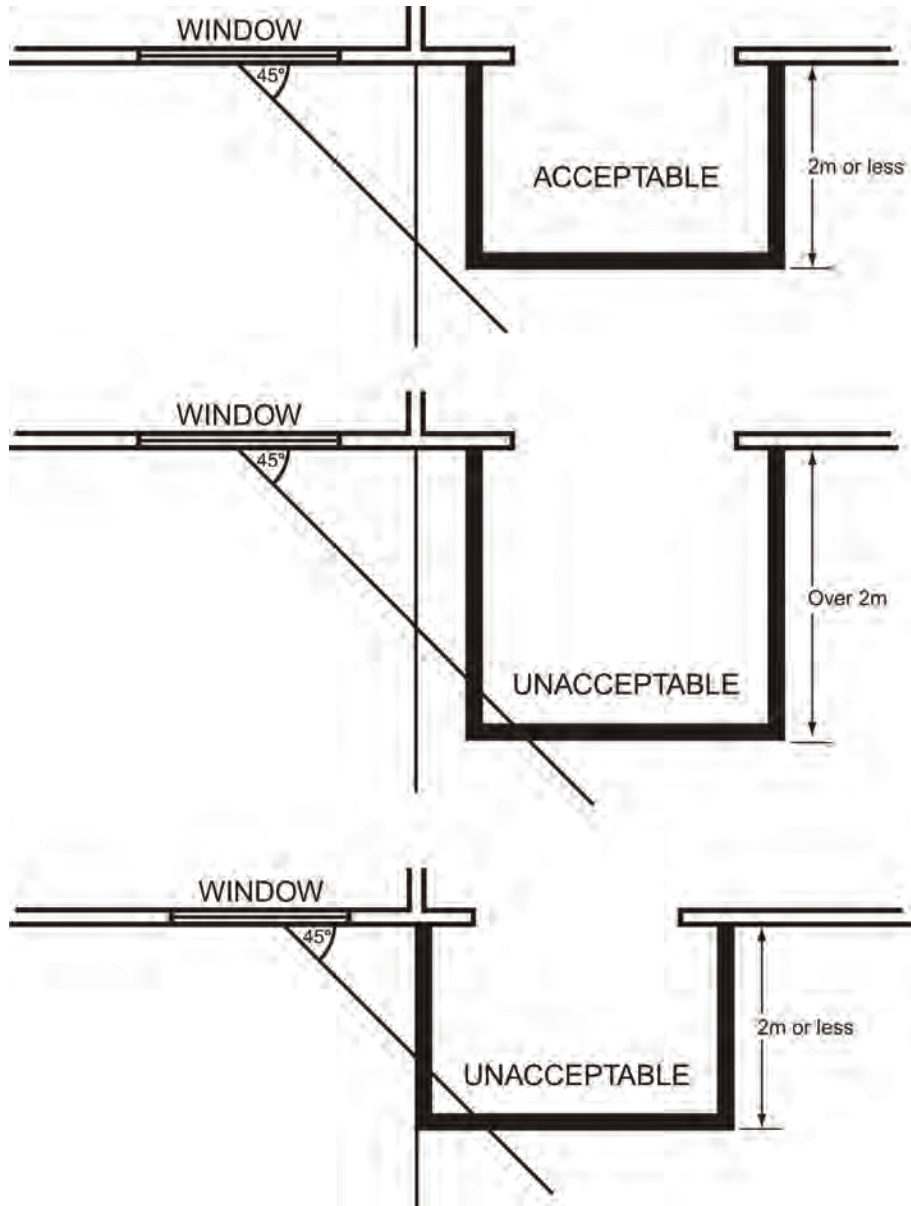 WINDOW
45°
ACCEPTABLE
2m or less
WINDOW
45°
Over 2m
UNACCEPTABLE
WINDOW
45°
2m or less
UNACCEPTABLE